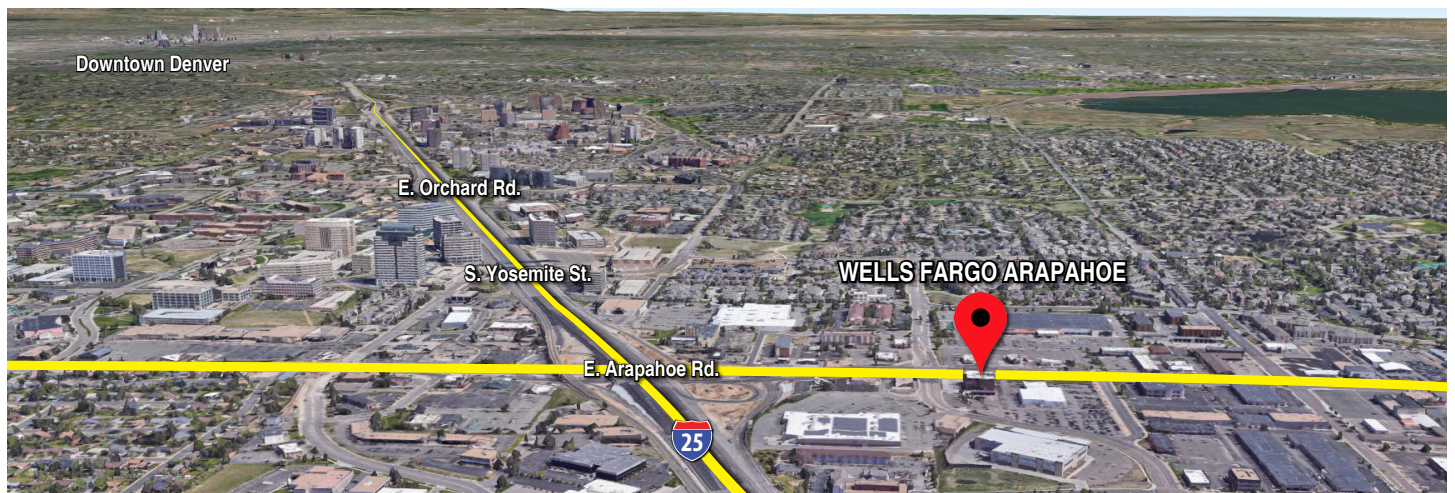 Downtown Denver
E. Orchard Rd.
S. Yosemite St.
WELLS FARGO ARAPAHOE
E. Arapahoe Rd.
25